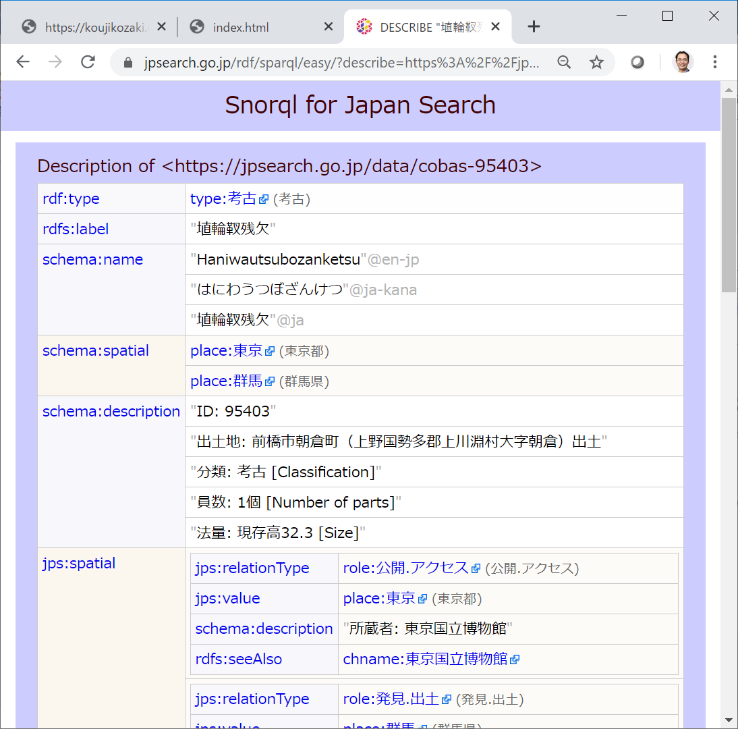 https://koujikozaki.
index.html
DESCRIBE "埴輪靫残
jpsearch.go.jp/rdf/sparql/easy/?describe=https%3A%2F%2Fjp...
Snorql for Japan Search
Description of <https://jpsearch.go.jp/data/cobas-95403>
rdf:type type:考古 (考古)
rdfs:label "埴輪靫残欠"
schema:name "Haniwautsubozanketsu"@en-jp
"はにわうつぼざんけつ"@ja-kana
"埴輪靫残欠"@ja
schema:spatial place:東京 (東京都)
place:群馬 (群馬県)
schema:description "ID: 95403"
"出土地: 前橋市朝倉町（上野国勢多郡上川淵村大字朝倉）出土"
"分類: 考古 [Classification]"
"員数: 1個 [Number of parts]"
"法量: 現存高32.3 [Size]"
jps:spatial jps:relationType role:公開.アクセス (公開.アクセス)
jps:value place:東京 (東京都)
schema:description "所蔵者: 東京国立博物館"
rdfs:seeAlso chname:東京国立博物館
jps:relationType role:発見.出土 (発見.出土)
jps:value place:群馬 (群馬県)